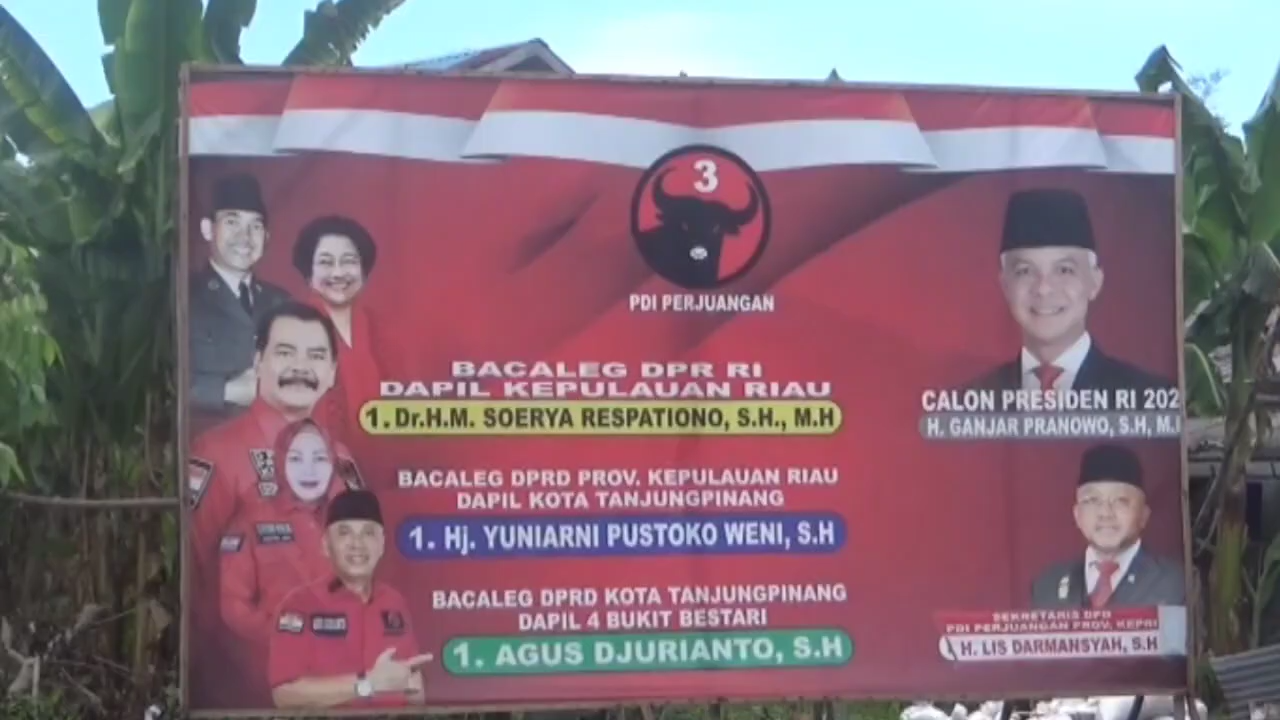 3
PDI PERJUANGAN
BACALEG DPR RI
DAPIL KEPULAUAN RIAU
1. Dr.H.M. SOERYA RESPATIONO, S.H., M.H
BACALEG DPRD PROV. KEPULAUAN RIAU
DAPIL KOTA TANJUNGPINANG
1. Hj. YUNIARNI PUSTOKO WENI, S.H
BACALEG DPRD KOTA TANJUNGPINANG
DAPIL 4 BUKIT BESTARI
1. AGUS DJURIANTO, S.H
CALON PRESIDEN RI 202
H. GANJAR PRANOWO, S.H, M.I
SEKRETARIS DPD
PDI PERJUANGAN PROV. KEPRI
H. LIS DARMANSYAH, S.H